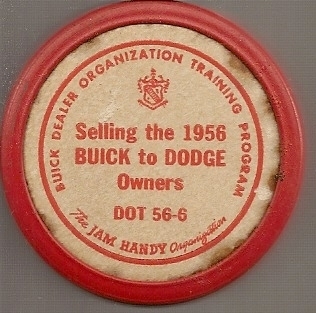 BUICK DEALER ORGANIZATION TRAINING PROGRAM
Selling the 1956
BUICK to DODGE
Owners
DOT 56-6
The JAM HANDY Organization